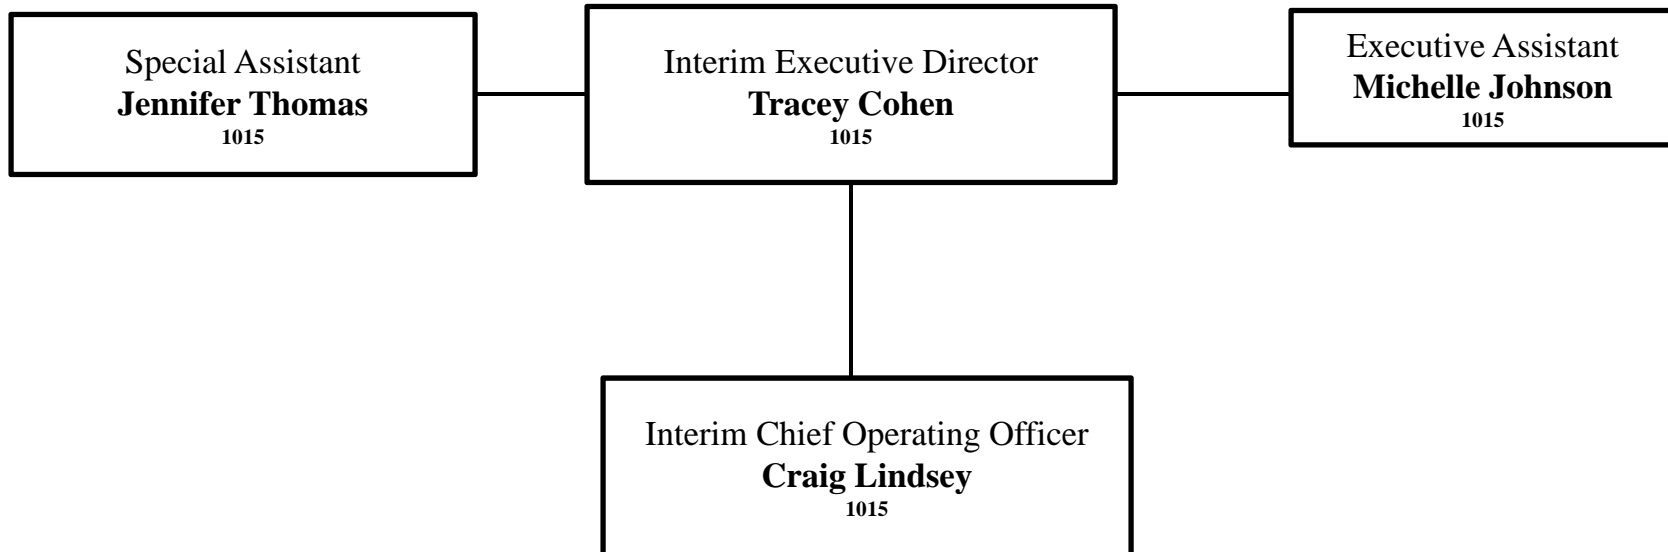 Special Assistant
Jennifer Thomas
1015
Interim Executive Director
Tracey Cohen
1015
Executive Assistant
Michelle Johnson
1015
Interim Chief Operating Officer
Craig Lindsey
1015